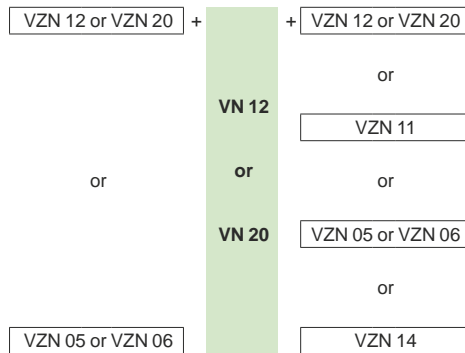 VZN 12 or VZN 20 + + VZN 12 or VZN 20
or
VN 12
VZN 11
or or or
VN 20 VZN 05 or VZN 06
or
VZN 05 or VZN 06 VZN 14